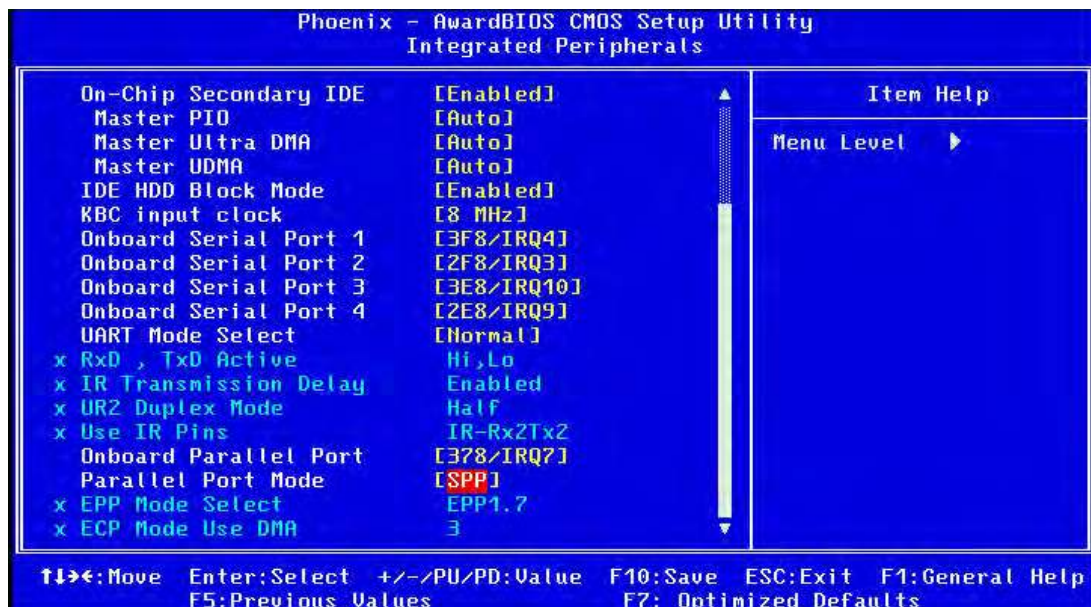 Phoenix - AwardBIOS CMOS Setup Utility
Integrated Peripherals
On-Chip Secondary IDE [Enabled]
Master PIO [Auto]
Master Ultra DMA [Auto]
Master UDMA [Auto]
IDE HDD Block Mode [Enabled]
KBC input clock [8 MHz]
Onboard Serial Port 1 [3F8/IRQ4]
Onboard Serial Port 2 [2F8/IRQ3]
Onboard Serial Port 3 [3E8/IRQ10]
Onboard Serial Port 4 [2E8/IRQ9]
UART Mode Select [Normal]
x RxD , TxD Active Hi,Lo
x IR Transmission Delay Enabled
x UR2 Duplex Mode Half
x Use IR Pins IR-Rx2Tx2
Onboard Parallel Port [378/IRQ7]
Parallel Port Mode [SPP]
x EPP Mode Select EPP1.7
x ECP Mode Use DMA 3
Item Help
Menu Level ▶
↑↓→←:Move Enter:Select +/-/PU/PD:Value F10:Save ESC:Exit F1:General Help
F5:Previous Values F7: Optimized Defaults